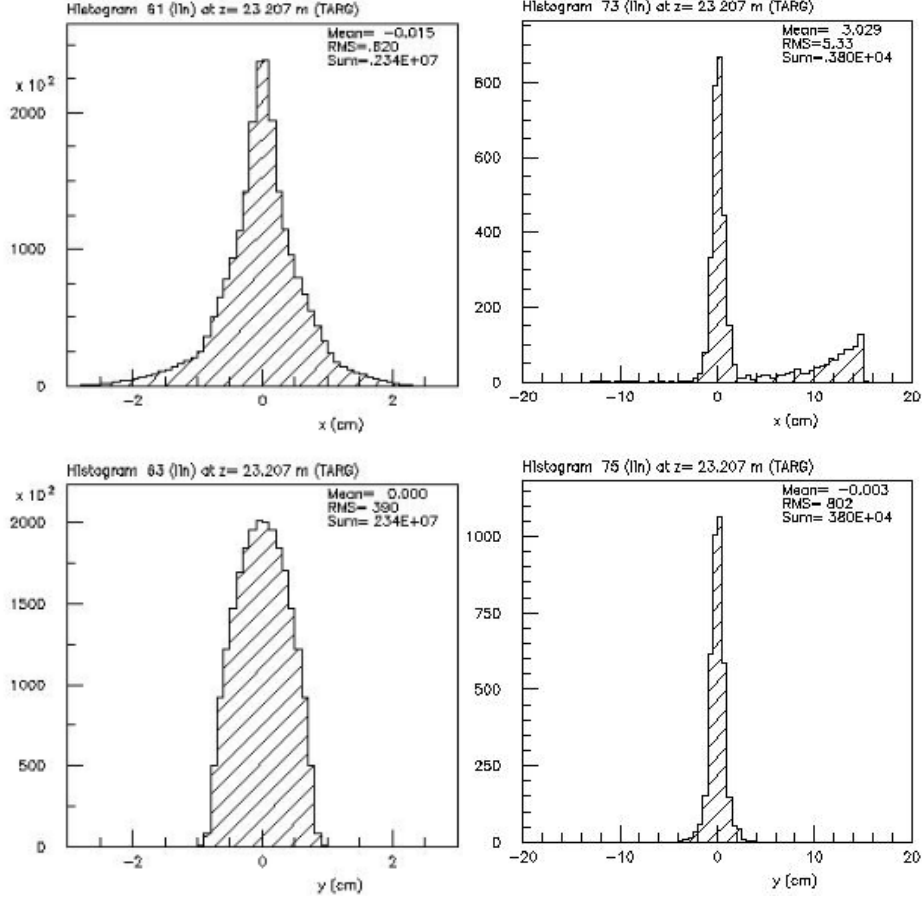 Histogram 61 (lin) at z= 23.207 m (TARG)
Mean= -0.015
RMS=.620
Sum=.234E+07
x 10²
2000
1000
0
-2
0
2
x (cm)
Histogram 73 (lin) at z= 23.207 m (TARG)
Mean= 3.029
RMS=5.33
Sum=.380E+04
800
600
400
200
0
-20
-10
0
10
20
x (cm)
Histogram 63 (lin) at z= 23.207 m (TARG)
Mean= 0.000
RMS= 390
Sum= 234E+07
x 10²
2000
1500
1000
500
0
-2
0
2
y (cm)
Histogram 75 (lin) at z= 23.207 m (TARG)
Mean= -0.003
RMS= 802
Sum= 380E+04
1000
750
500
250
0
-20
-10
0
10
20
y (cm)